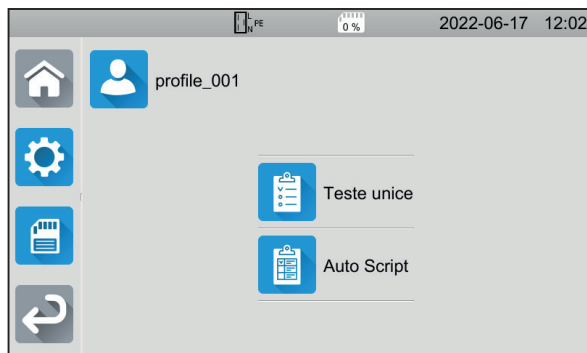 L
N PE
0 % 2022-06-17 12:02
profile_001
Teste unice
Auto Script